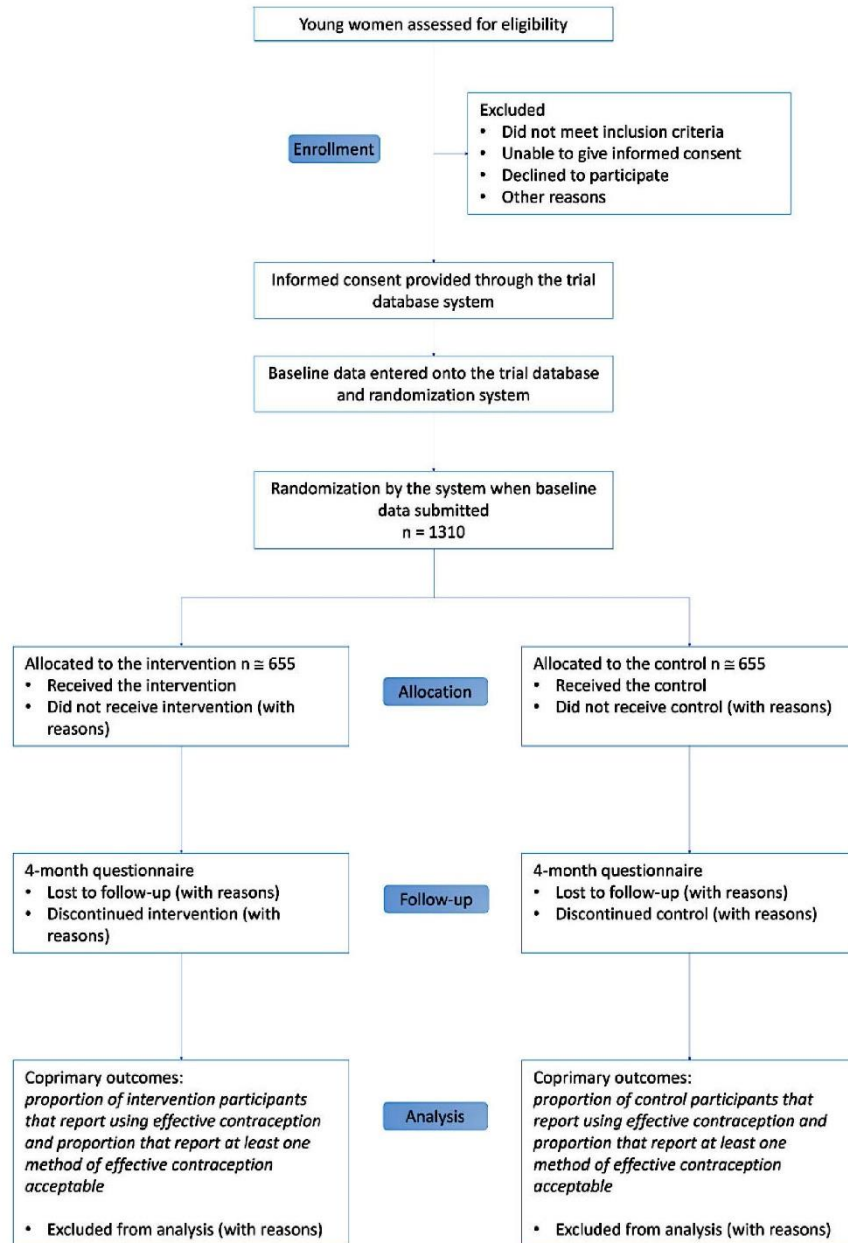 Young women assessed for eligibility
Enrollment
Excluded
• Did not meet inclusion criteria
• Unable to give informed consent
• Declined to participate
• Other reasons
Informed consent provided through the trial
database system
Baseline data entered onto the trial database
and randomization system
Randomization by the system when baseline
data submitted
n = 1310
Allocated to the intervention n ≅ 655
• Received the intervention
• Did not receive intervention (with
reasons)
Allocation
Allocated to the control n ≅ 655
• Received the control
• Did not receive control (with reasons)
4-month questionnaire
• Lost to follow-up (with reasons)
• Discontinued intervention (with
reasons)
Follow-up
4-month questionnaire
• Lost to follow-up (with reasons)
• Discontinued control (with reasons)
Coprimary outcomes:
proportion of intervention participants
that report using effective contraception
and proportion that report at least one
method of effective contraception
acceptable
• Excluded from analysis (with reasons)
Analysis
Coprimary outcomes:
proportion of control participants that
report using effective contraception and
proportion that report at least one
method of effective contraception
acceptable
• Excluded from analysis (with reasons)